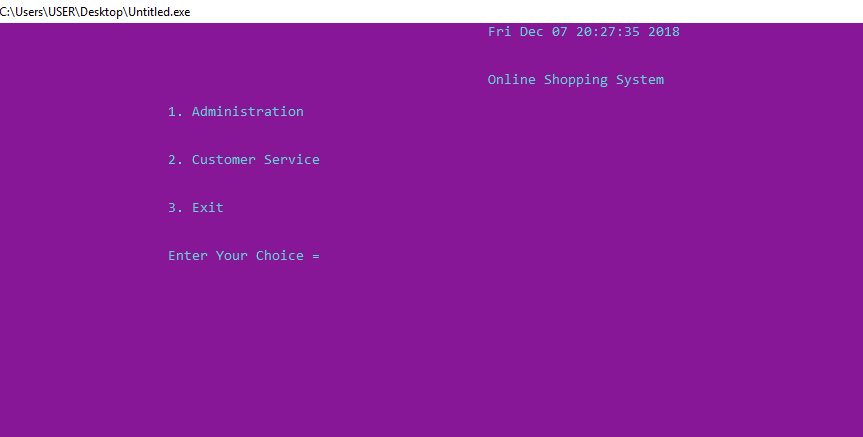 C:\Users\USER\Desktop\Untitled.exe
Fri Dec 07 20:27:35 2018
Online Shopping System
1. Administration
2. Customer Service
3. Exit
Enter Your Choice =